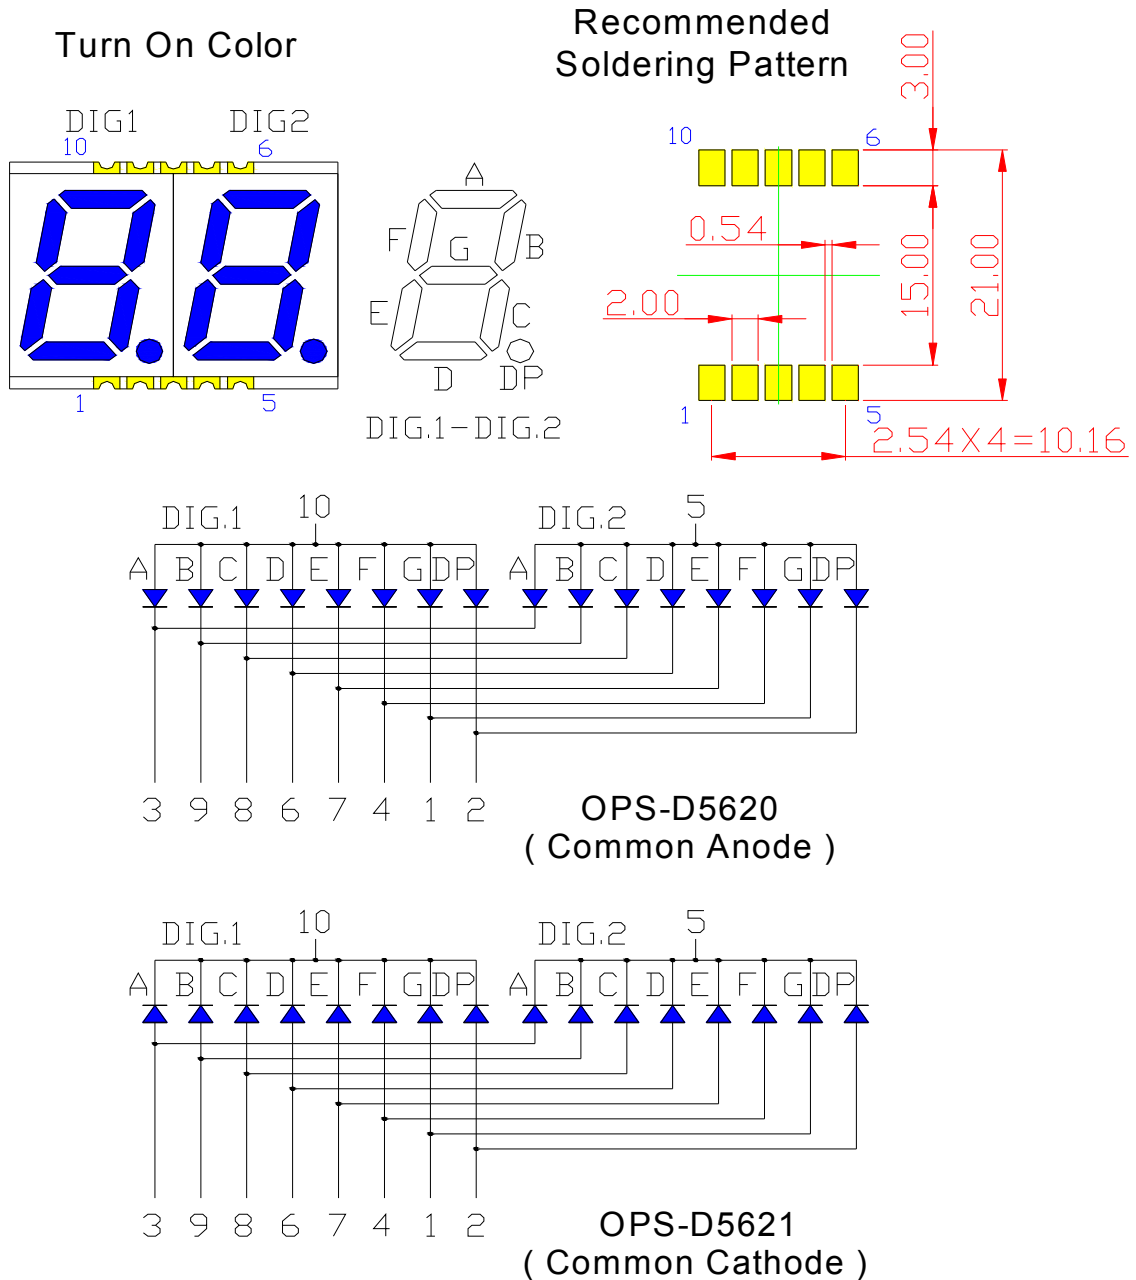 Turn On Color
Recommended
Soldering Pattern
DIG1 DIG2
10 6
1 5
A
F G B
E C
D DP
DIG.1-DIG.2
10 6
3.00
0.54
15.00
21.00
2.00
1 5
2.54X4=10.16
DIG.1 10 DIG.2 5
A B C D E F G DP A B C D E F G DP
3 9 8 6 7 4 1 2
OPS-D5620
( Common Anode )
DIG.1 10 DIG.2 5
A B C D E F G DP A B C D E F G DP
3 9 8 6 7 4 1 2
OPS-D5621
( Common Cathode )